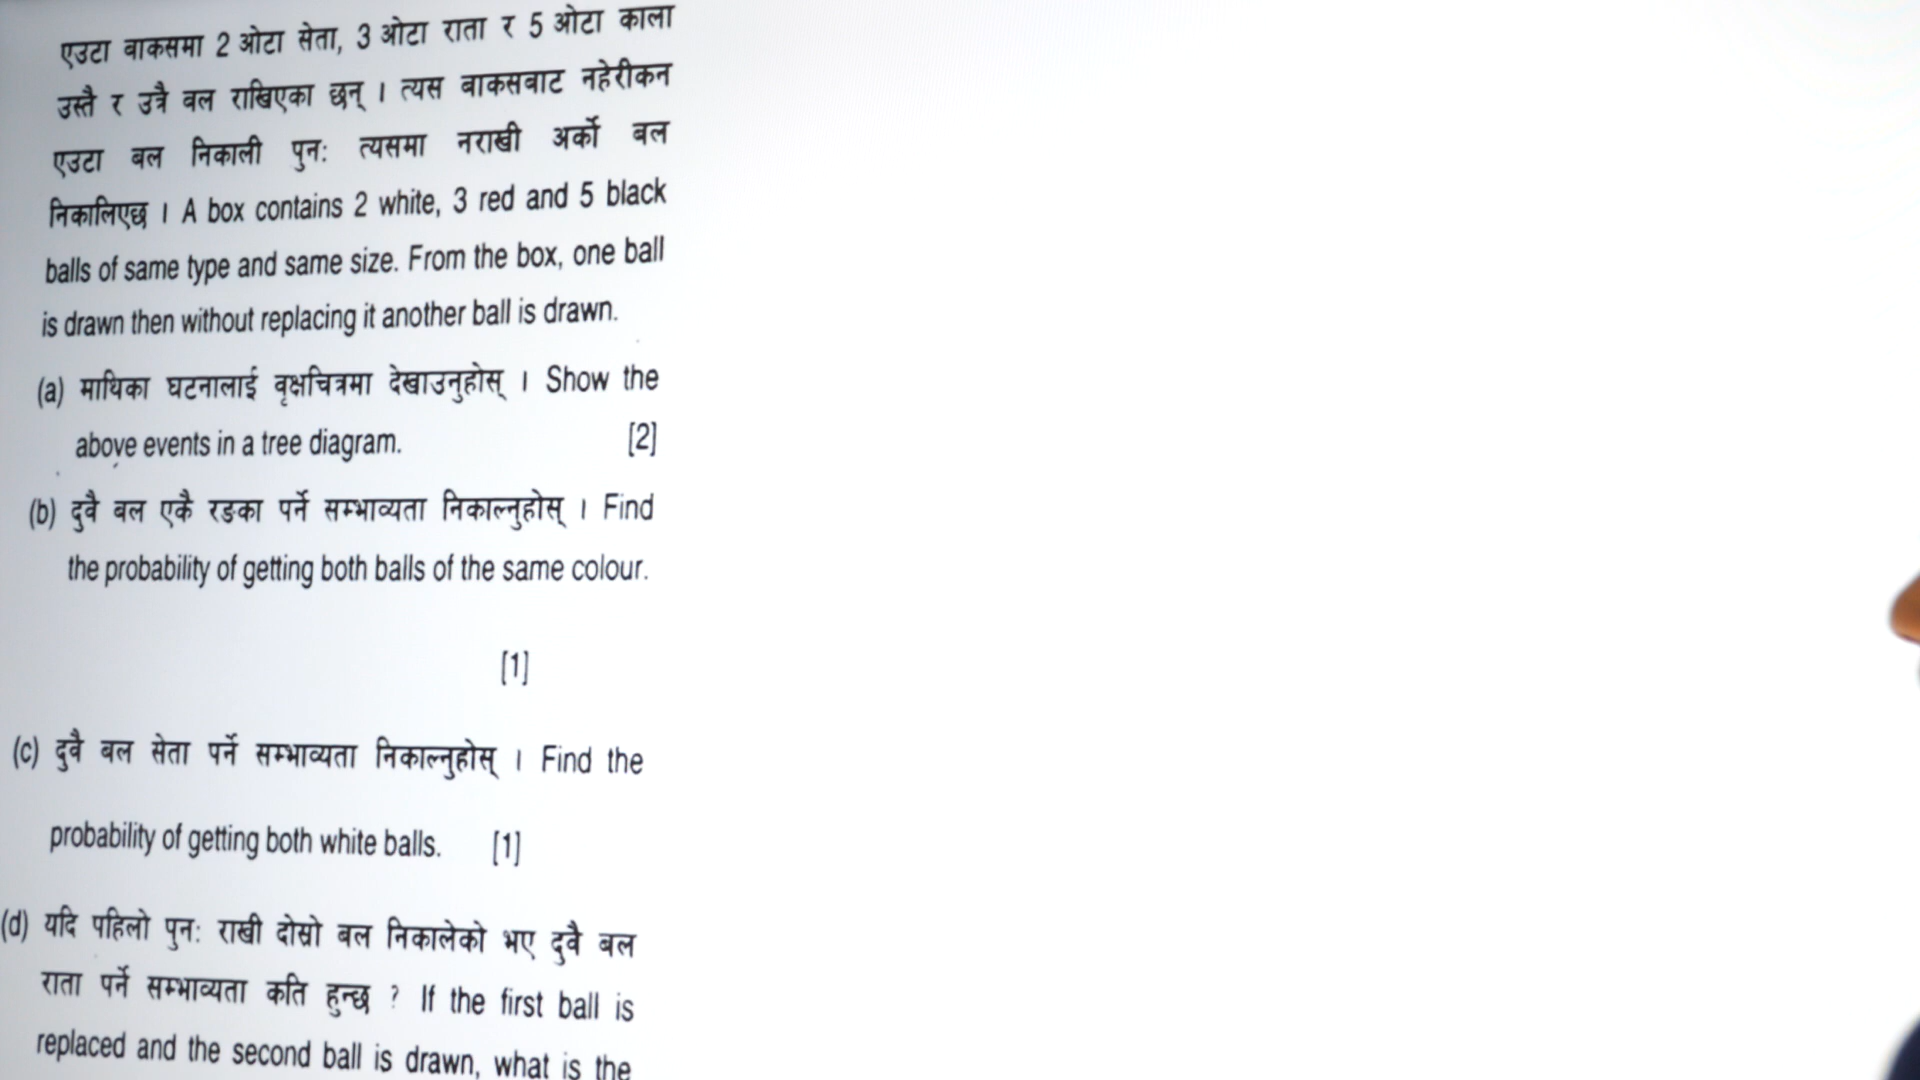 एउटा बाकसमा 2 ओटा सेता, 3 ओटा राता र 5 ओटा काला
उस्तै र उत्रै बल राखिएका छन् । त्यस बाकसबाट नहेरीकन
एउटा बल निकाली पुनः त्यसमा नराखी अर्को बल
निकालिएछ । A box contains 2 white, 3 red and 5 black
balls of same type and same size. From the box, one ball
is drawn then without replacing it another ball is drawn.
(a) माथिका घटनालाई वृक्षचित्रमा देखाउनुहोस् । Show the
above events in a tree diagram. [2]
(b) दुवै बल एकै रङका पर्ने सम्भाव्यता निकाल्नुहोस् । Find
the probability of getting both balls of the same colour.
[1]
(c) दुवै बल सेता पर्ने सम्भाव्यता निकाल्नुहोस् । Find the
probability of getting both white balls. [1]
(d) यदि पहिलो पुनः राखी दोस्रो बल निकालेको भए दुवै बल
राता पर्ने सम्भाव्यता कति हुन्छ ? If the first ball is
replaced and the second ball is drawn, what is the